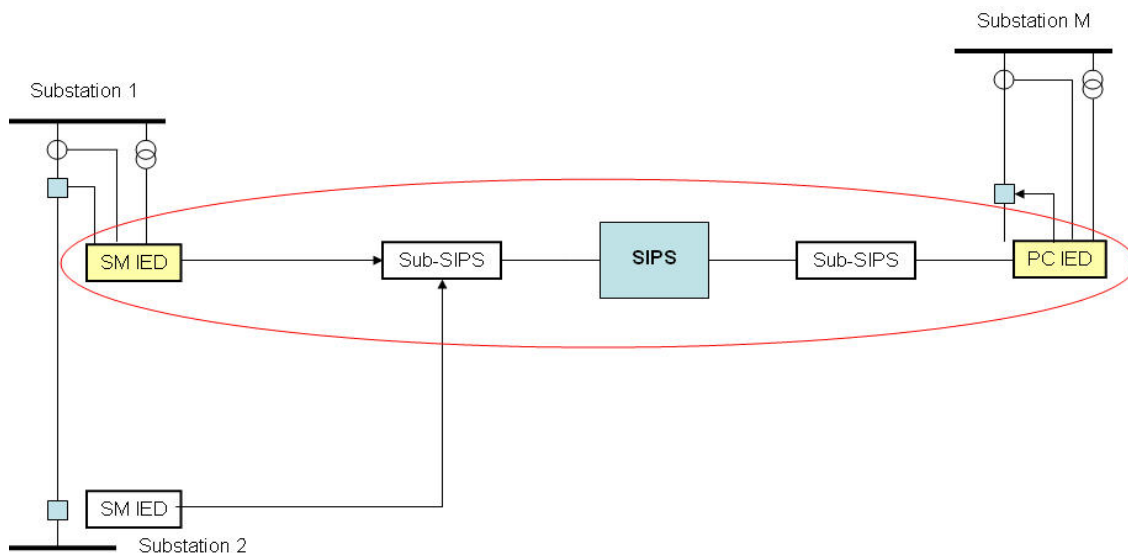 Substation M
Substation 1
SM IED
Sub-SIPS
SIPS
Sub-SIPS
PC IED
SM IED
Substation 2